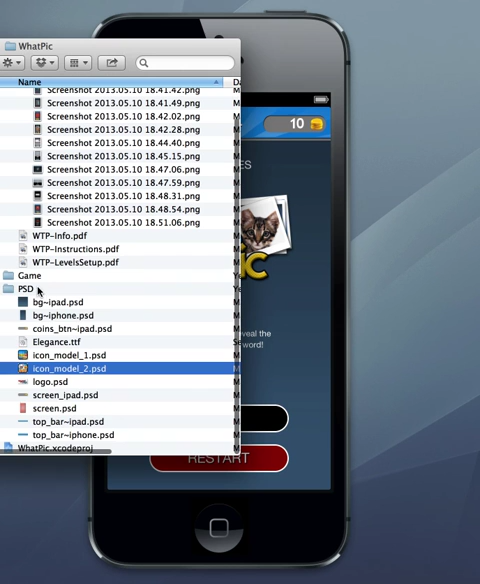 WhatPic
Name
Screenshot 2013.05.10 18.41.42.png
Screenshot 2013.05.10 18.41.49.png
Screenshot 2013.05.10 18.42.02.png
Screenshot 2013.05.10 18.42.28.png
Screenshot 2013.05.10 18.44.40.png
Screenshot 2013.05.10 18.45.15.png
Screenshot 2013.05.10 18.47.06.png
Screenshot 2013.05.10 18.47.59.png
Screenshot 2013.05.10 18.48.31.png
Screenshot 2013.05.10 18.48.54.png
Screenshot 2013.05.10 18.51.06.png
WTP-Info.pdf
WTP-Instructions.pdf
WTP-LevelsSetup.pdf
Game
PSD
bg~ipad.psd
bg~iphone.psd
coins_btn~ipad.psd
Elegance.ttf
icon_model_1.psd
icon_model_2.psd
logo.psd
screen_ipad.psd
screen.psd
top_bar~ipad.psd
top_bar~iphone.psd
WhatPic.xcodeproj
10
ES
ic
eveal the
word!
RESTART